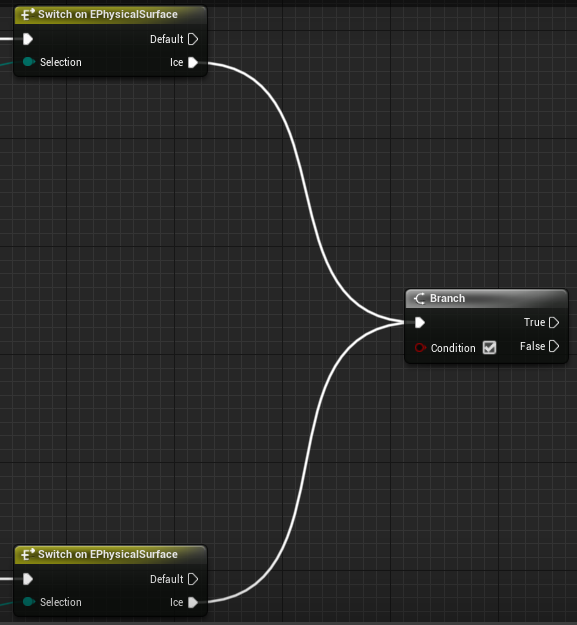 Switch on EPhysicalSurface
Default
Selection Ice
Branch
True
Condition False
Switch on EPhysicalSurface
Default
Selection Ice